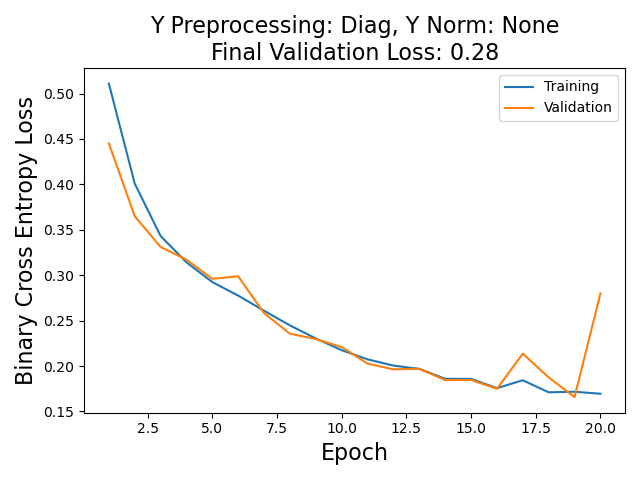 Y Preprocessing: Diag, Y Norm: None
Final Validation Loss: 0.28
Training
Validation
Binary Cross Entropy Loss
0.50
0.45
0.40
0.35
0.30
0.25
0.20
0.15
2.5 5.0 7.5 10.0 12.5 15.0 17.5 20.0
Epoch